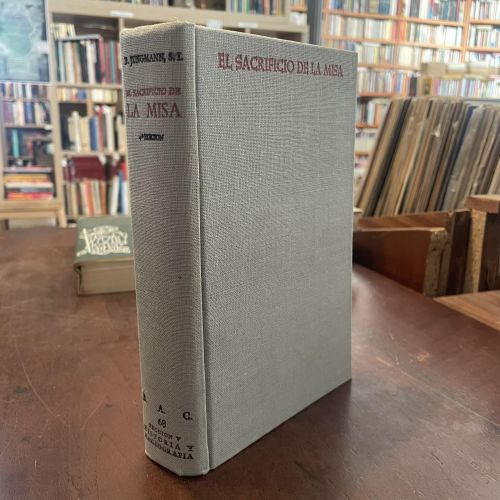 P. JUNGMANN, S. I.
EL SACRIFICIO DE
LA MISA
4ª EDICION
B. A. C.
68
SECCION V
HISTORIA Y
HAGIOGRAFIA
EL SACRIFICIO DE LA MISA